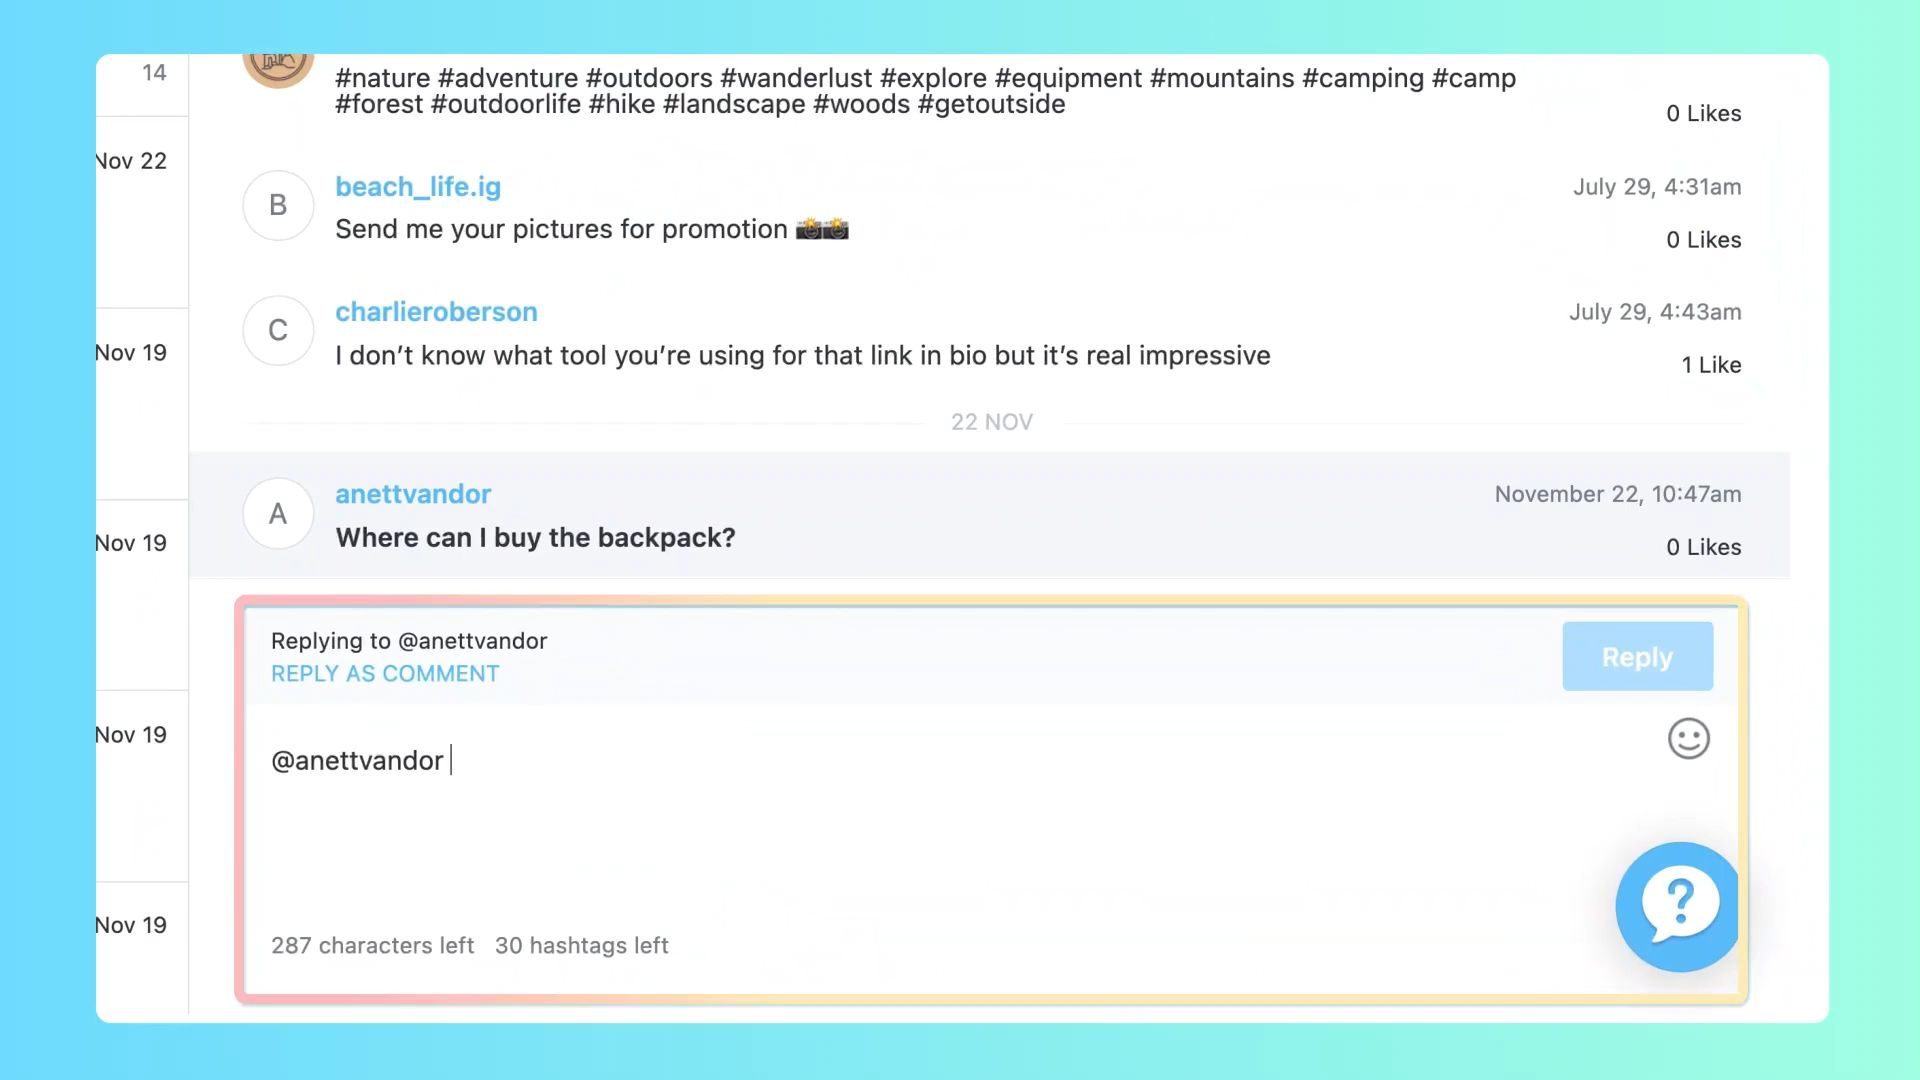 14
#nature #adventure #outdoors #wanderlust #explore #equipment #mountains #camping #camp
#forest #outdoorlife #hike #landscape #woods #getoutside
0 Likes
Nov 22
B
beach_life.ig
July 29, 4:31am
Send me your pictures for promotion 📸📸
0 Likes
Nov 19
C
charlieroberson
July 29, 4:43am
I don’t know what tool you’re using for that link in bio but it’s real impressive
1 Like
22 NOV
A
anettvandor
November 22, 10:47am
Where can I buy the backpack?
0 Likes
Nov 19
Replying to @anettvandor
REPLY AS COMMENT
Reply
Nov 19
@anettvandor
Nov 19
287 characters left 30 hashtags left
?